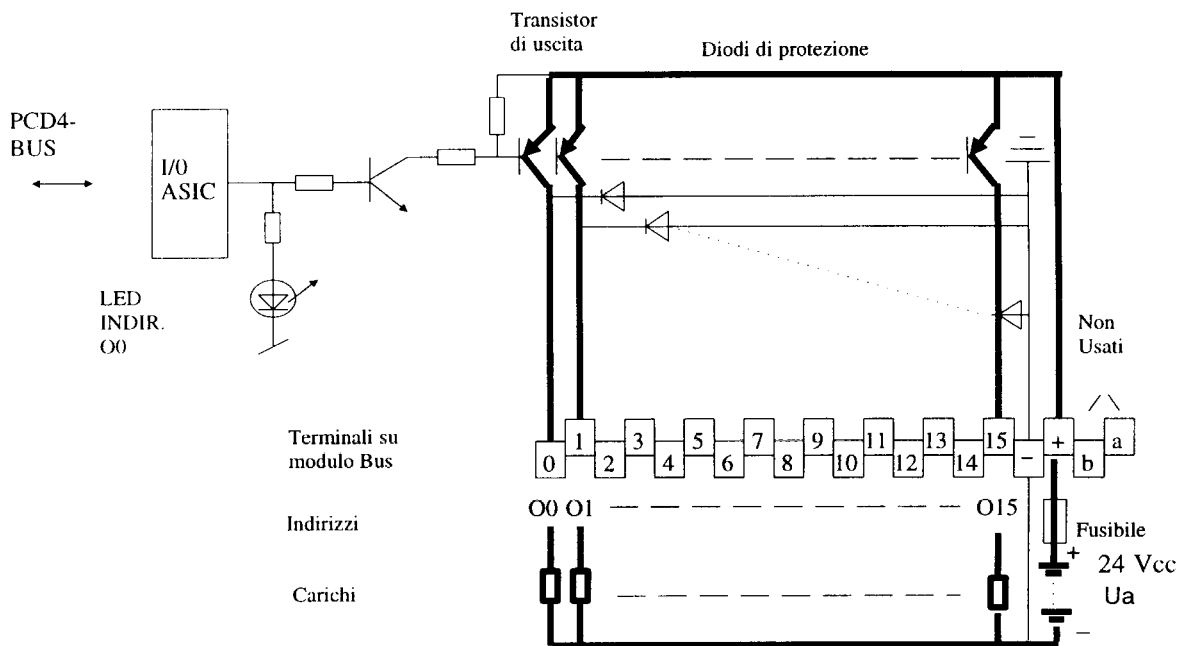 Transistor
di uscita
Diodi di protezione
PCD4-
BUS
I/0
ASIC
LED
INDIR.
O0
Non
Usati
Terminali su
modulo Bus
0 1 2 3 4 5 6 7 8 9 10 11 12 13 14 15 − + b a
Indirizzi
O0 O1 O15
Fusibile
+
24 Vcc
Ua
−
Carichi